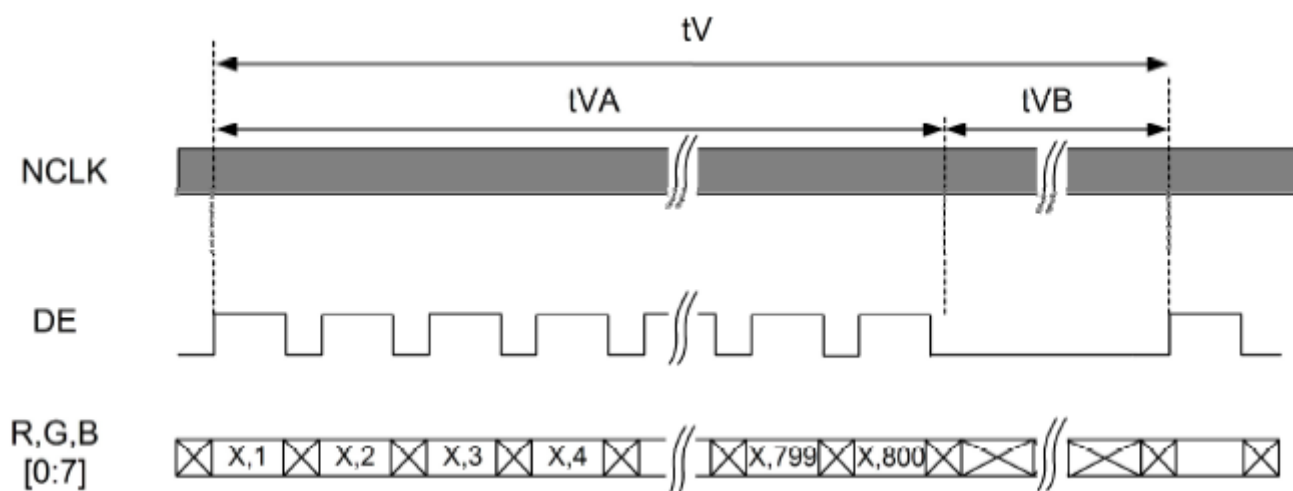 tV
tVA
tVB
NCLK
DE
R,G,B
[0:7]
X,1 X,2 X,3 X,4 X,799 X,800